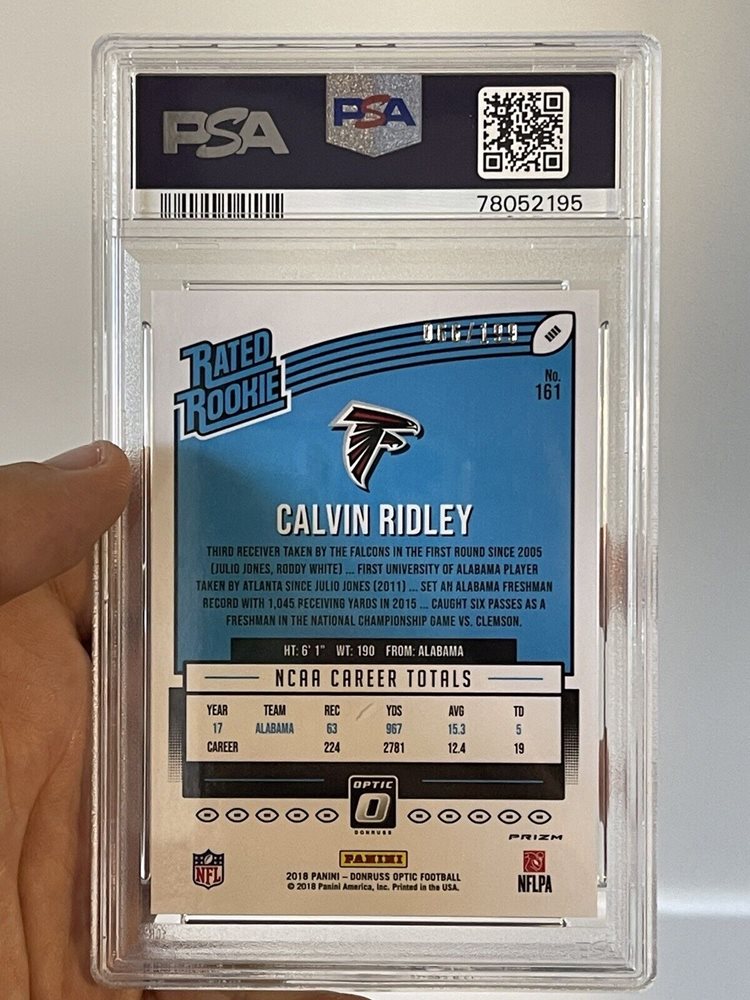 PSA PSA
78052195
066/199
RATED
ROOKIE
No.
161
CALVIN RIDLEY
THIRD RECEIVER TAKEN BY THE FALCONS IN THE FIRST ROUND SINCE 2005
(JULIO JONES, RODDY WHITE) ... FIRST UNIVERSITY OF ALABAMA PLAYER
TAKEN BY ATLANTA SINCE JULIO JONES (2011) ... SET AN ALABAMA FRESHMAN
RECORD WITH 1,045 RECEIVING YARDS IN 2015 ... CAUGHT SIX PASSES AS A
FRESHMAN IN THE NATIONAL CHAMPIONSHIP GAME VS. CLEMSON.
HT: 6' 1" WT: 190 FROM: ALABAMA
NCAA CAREER TOTALS
YEAR TEAM REC YDS AVG TD
17 ALABAMA 63 967 15.3 5
CAREER 224 2781 12.4 19
OPTIC
DONRUSS
PRIZM
NFL
PANINI
NFLPA
2018 PANINI – DONRUSS OPTIC FOOTBALL
© 2018 Panini America, Inc. Printed in the USA.